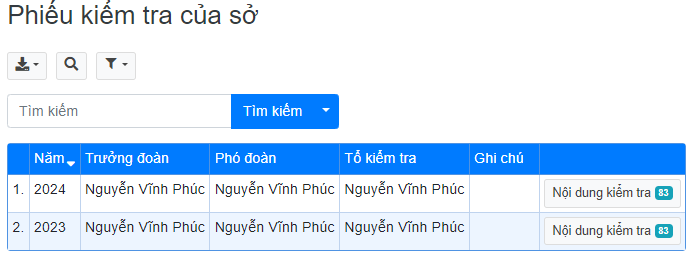 Phiếu kiểm tra của sở
Tìm kiếm Tìm kiếm
Năm Trưởng đoàn Phó đoàn Tổ kiểm tra Ghi chú
1. 2024 Nguyễn Vĩnh Phúc Nguyễn Vĩnh Phúc Nguyễn Vĩnh Phúc Nội dung kiểm tra 83
2. 2023 Nguyễn Vĩnh Phúc Nguyễn Vĩnh Phúc Nguyễn Vĩnh Phúc Nội dung kiểm tra 83